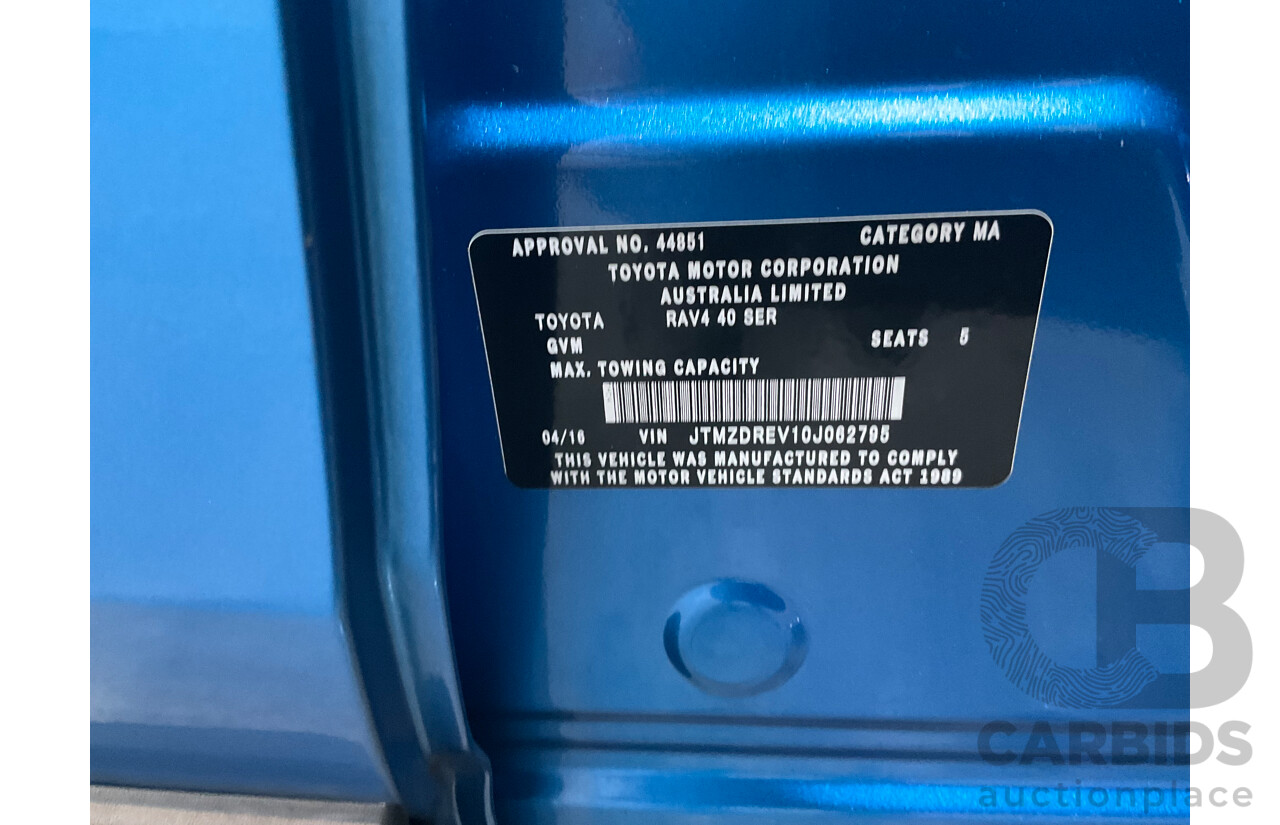 APPROVAL NO. 44851 CATEGORY MA
TOYOTA MOTOR CORPORATION
AUSTRALIA LIMITED
TOYOTA RAV4 40 SER
GVM SEATS 5
MAX. TOWING CAPACITY
04/16 VIN JTMZDREV10J062795
THIS VEHICLE WAS MANUFACTURED TO COMPLY
WITH THE MOTOR VEHICLE STANDARDS ACT 1989
CB
CARBIDS
auctionplace